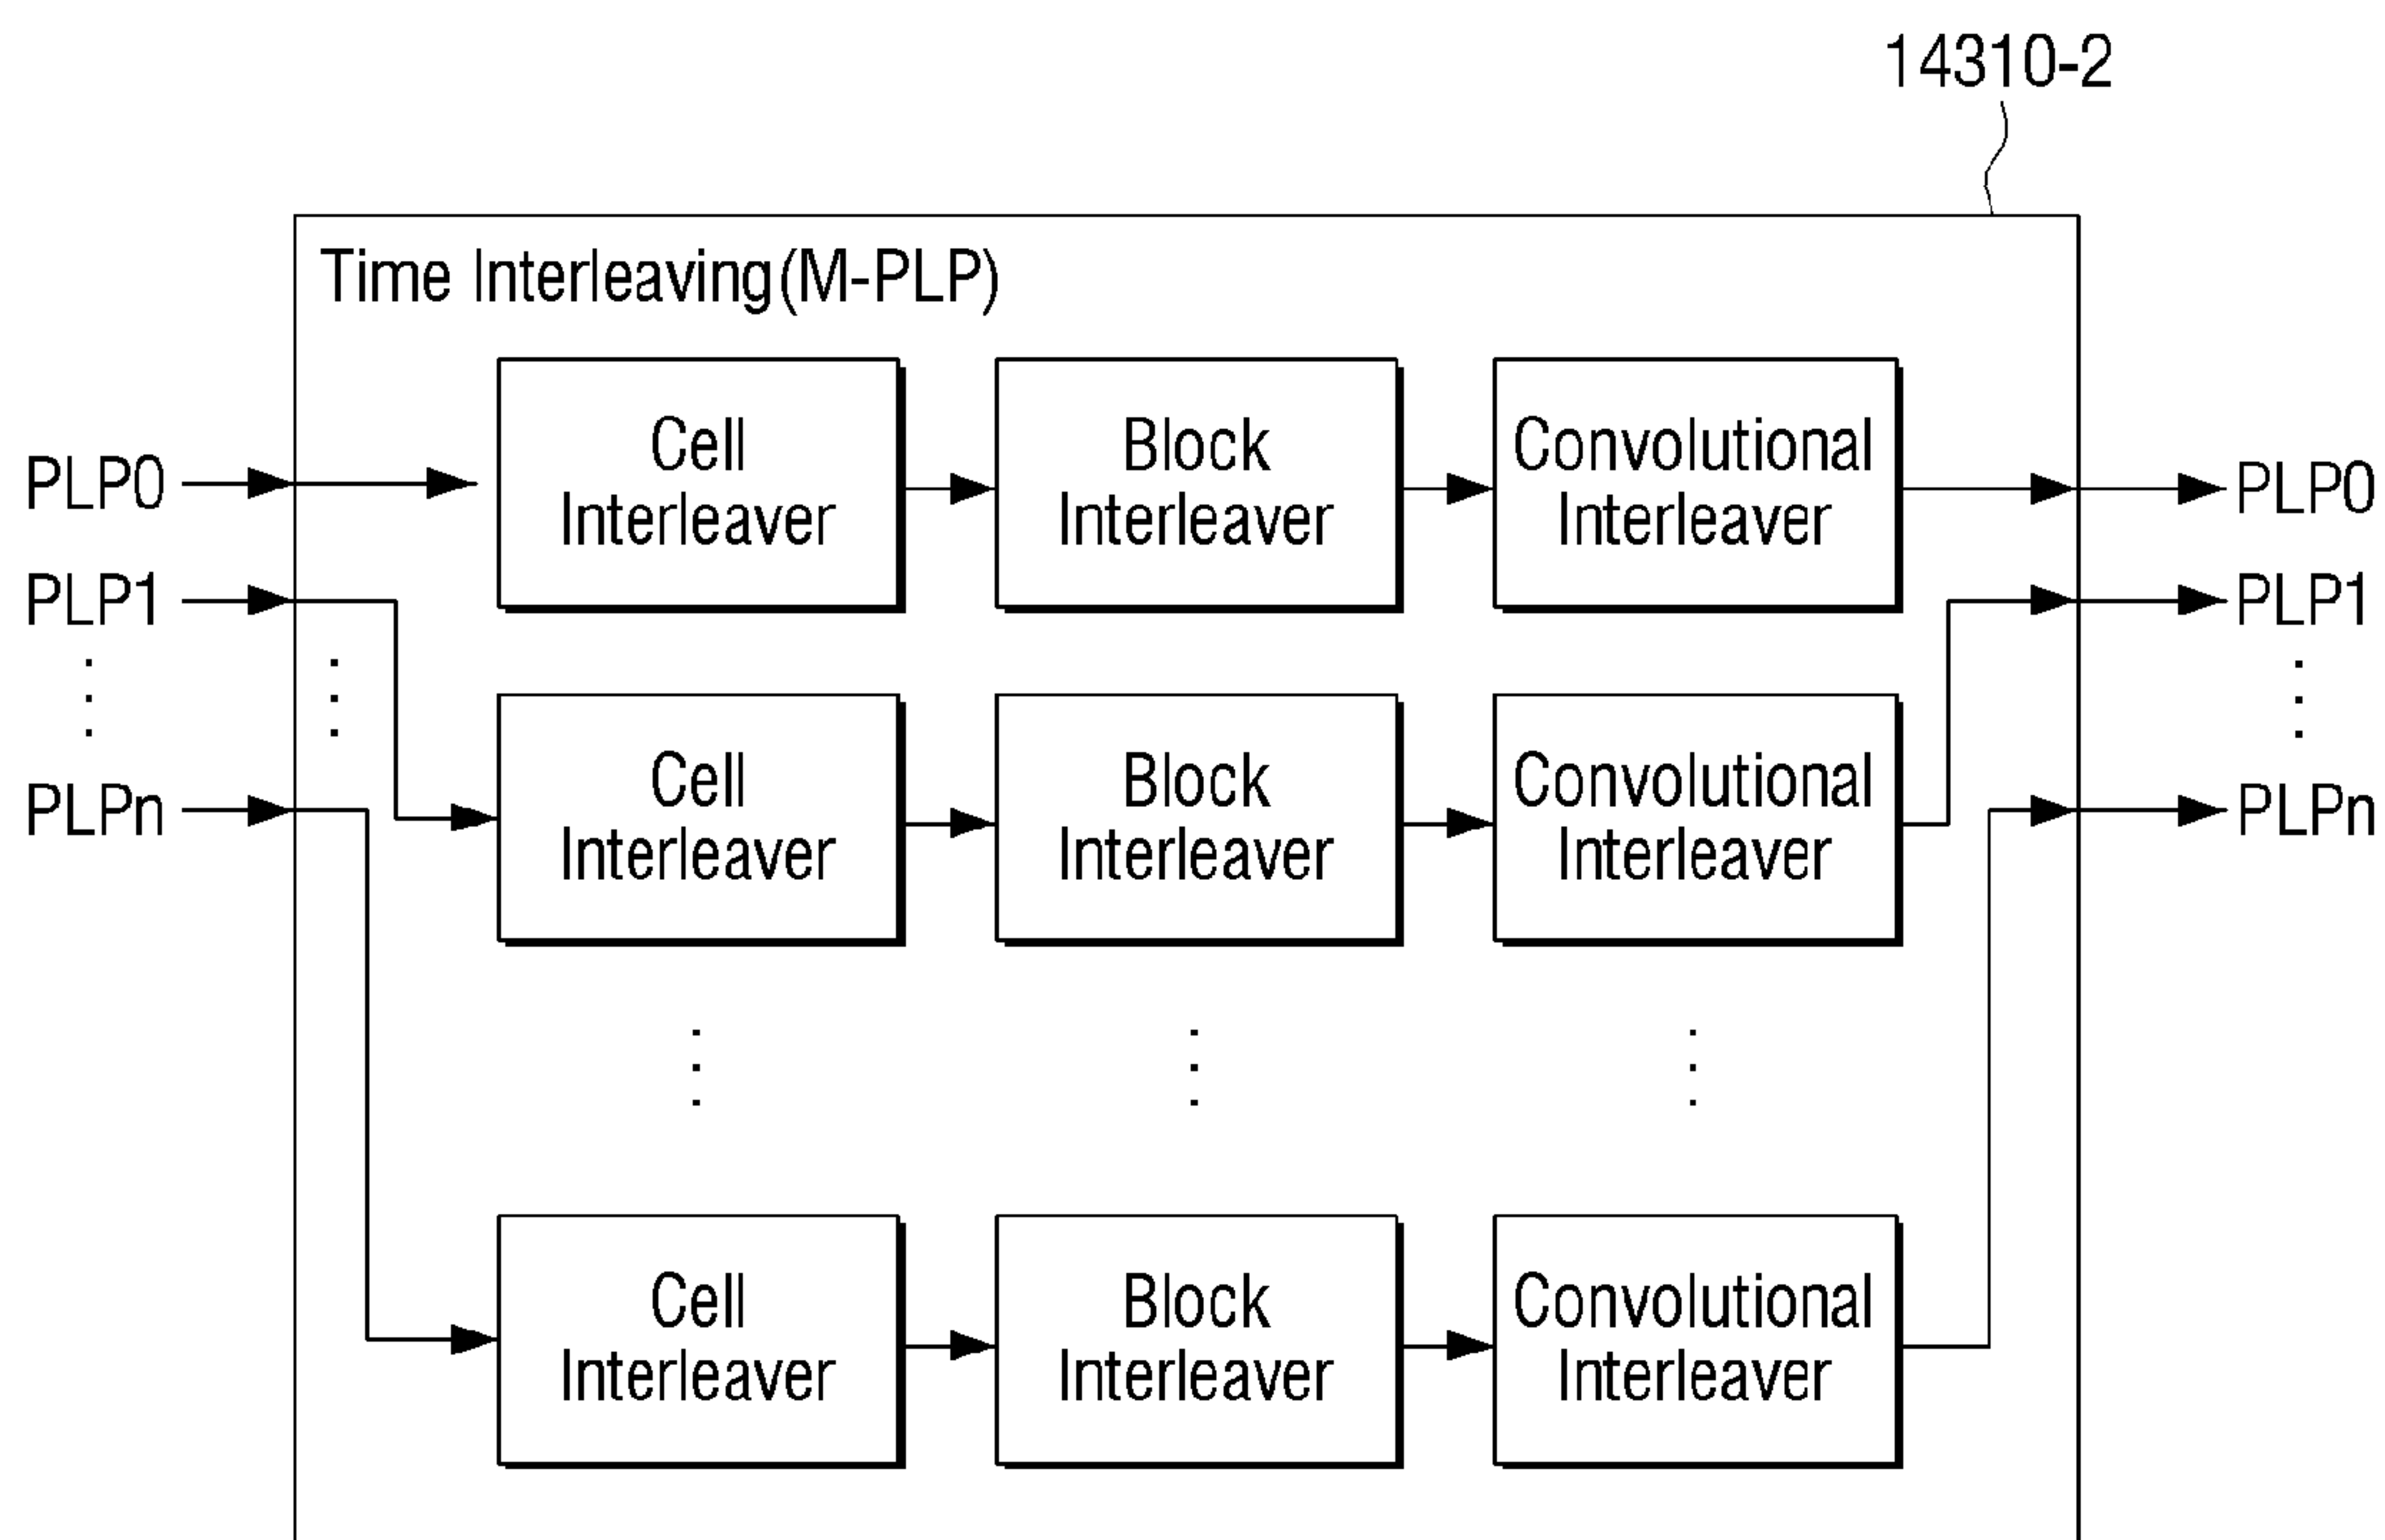 14310-2
Time Interleaving(M-PLP)
PLP0
Cell
Interleaver
Block
Interleaver
Convolutional
Interleaver
PLP0
PLP1
PLP1
Cell
Interleaver
Block
Interleaver
Convolutional
Interleaver
PLPn
PLPn
Cell
Interleaver
Block
Interleaver
Convolutional
Interleaver